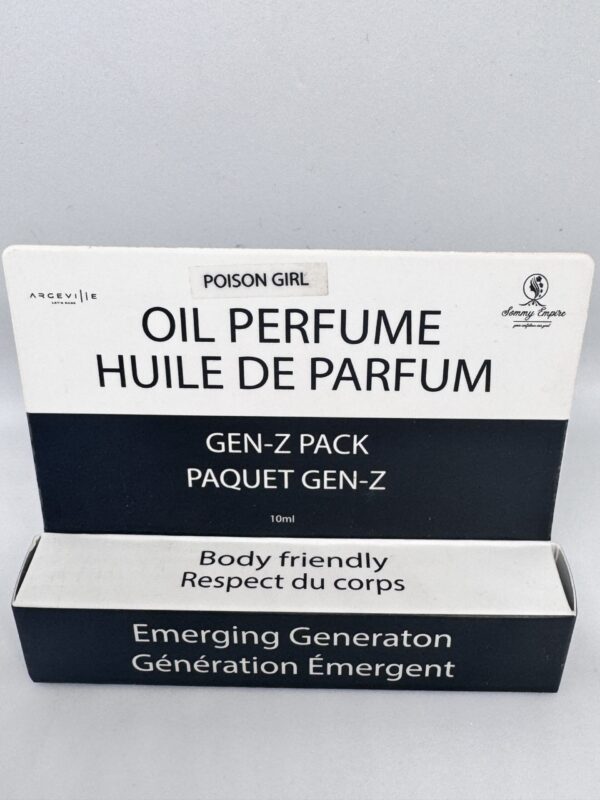 POISON GIRL
ARGEVILLE
Sommy Empire
OIL PERFUME
HUILE DE PARFUM
GEN-Z PACK
PAQUET GEN-Z
10ml
Body friendly
Respect du corps
Emerging Generaton
Génération Émergent